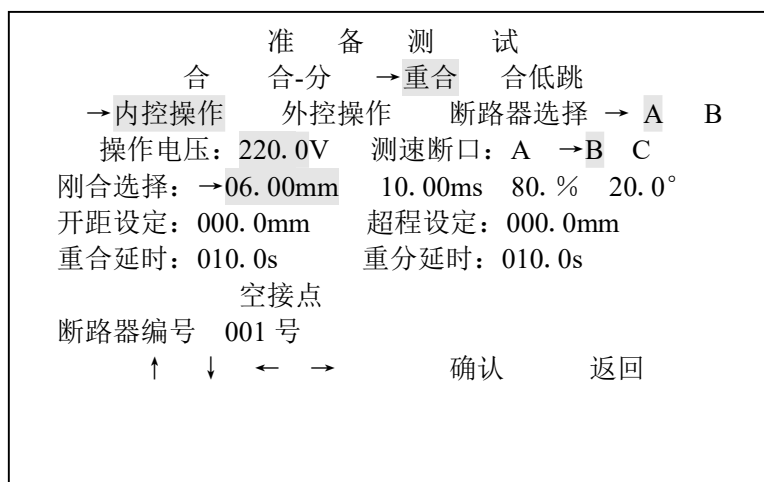 准 备 测 试
合 合-分 →重合 合低跳
→内控操作 外控操作 断路器选择 → A B
操作电压：220.0V 测速断口：A →B C
刚合选择：→06.00mm 10.00ms 80.% 20.0°
开距设定：000.0mm 超程设定：000.0mm
重合延时：010.0s 重分延时：010.0s
空接点
断路器编号 001 号
↑ ↓ ← → 确认 返回